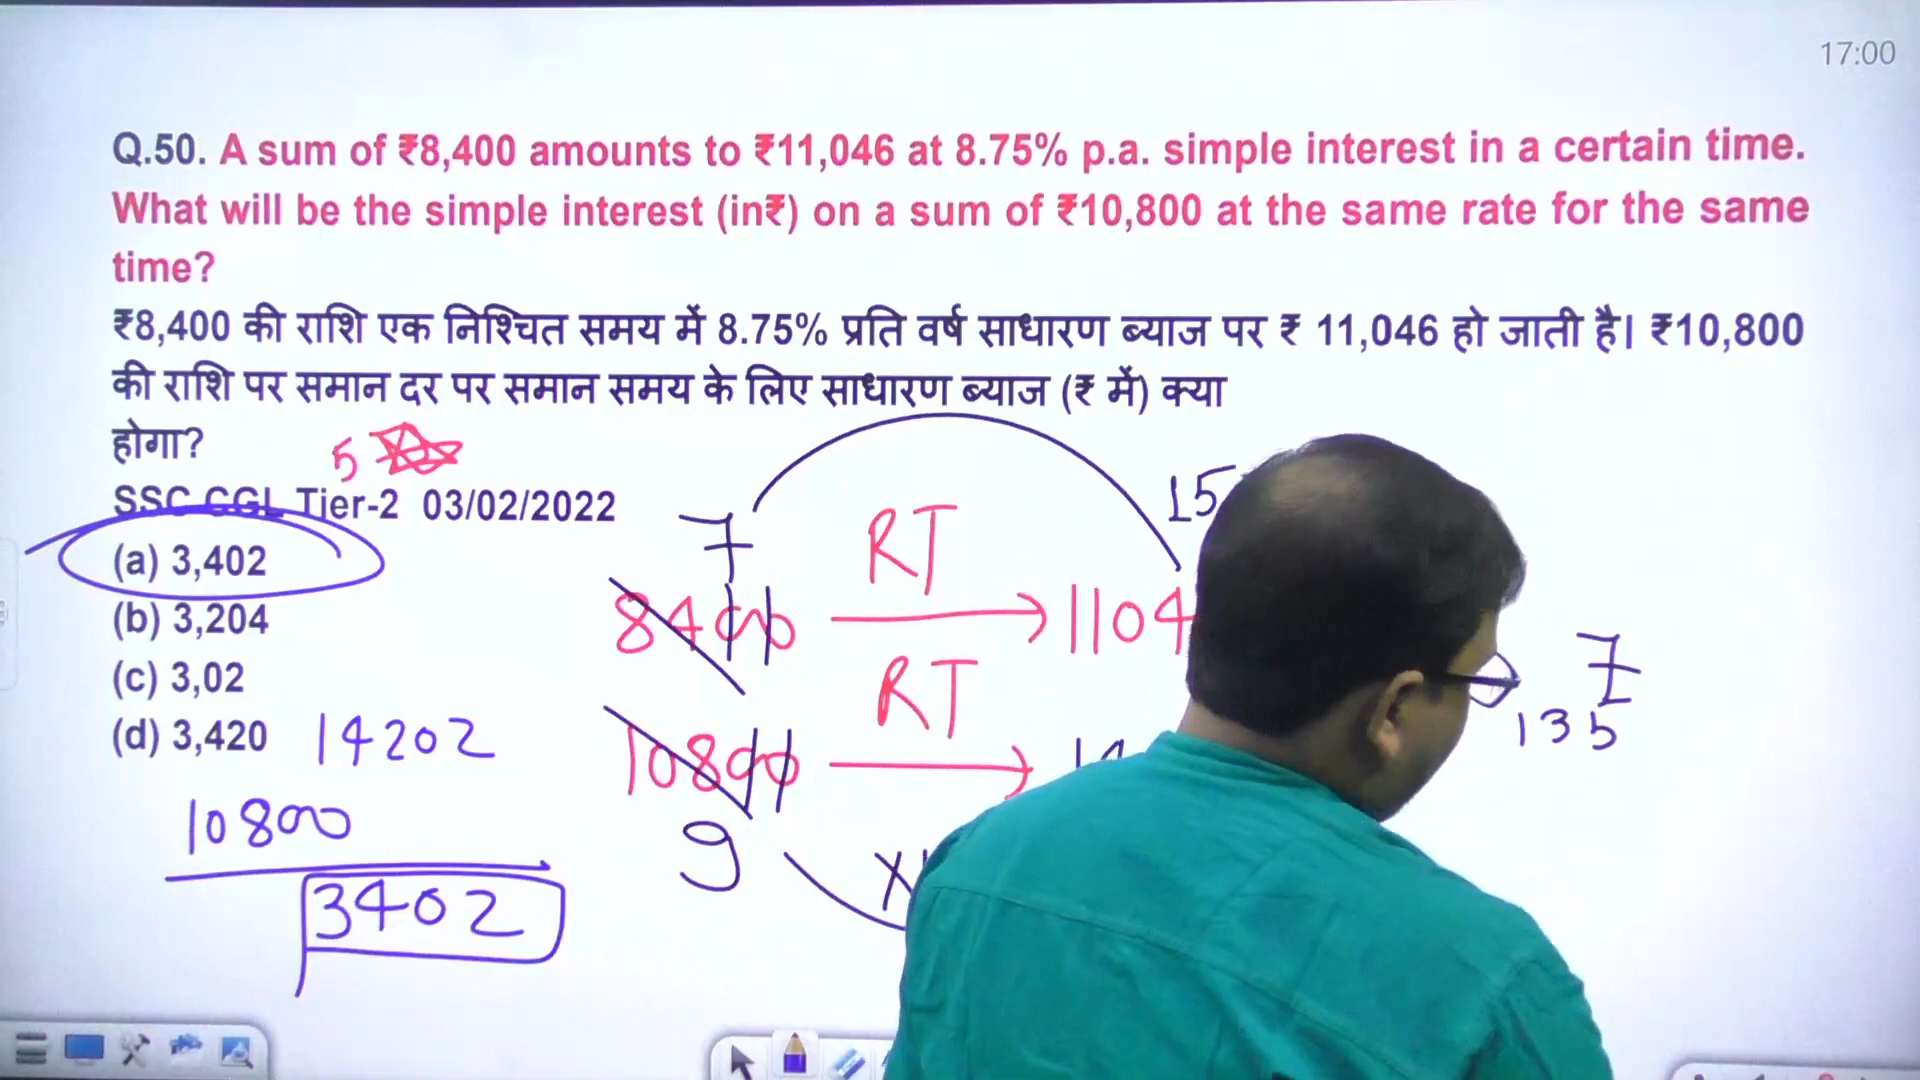 17:00
Q.50. A sum of ₹8,400 amounts to ₹11,046 at 8.75% p.a. simple interest in a certain time.
What will be the simple interest (in₹) on a sum of ₹10,800 at the same rate for the same
time?
₹8,400 की राशि एक निश्चित समय में 8.75% प्रति वर्ष साधारण ब्याज पर ₹ 11,046 हो जाती है। ₹10,800
की राशि पर समान दर पर समान समय के लिए साधारण ब्याज (₹ में) क्या
होगा?
5
SSC CGL Tier-2 03/02/2022
(a) 3,402
(b) 3,204
(c) 3,02
(d) 3,420
14202
10800
3402
7
RT
15
8400
1104
RT
10800
9
7
135